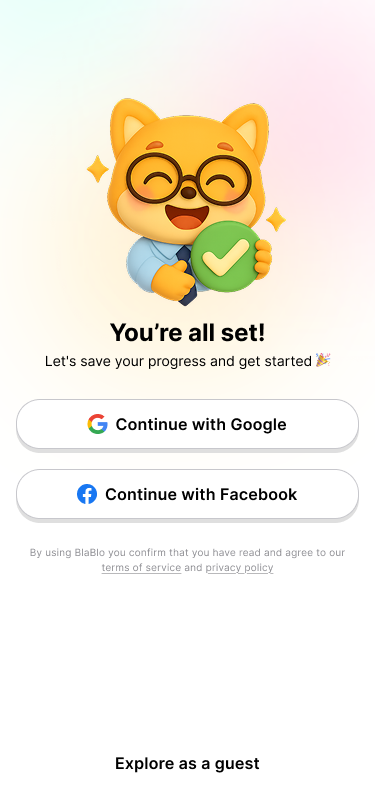 You’re all set!
Let's save your progress and get started 🎉
Continue with Google
Continue with Facebook
By using BlaBlo you confirm that you have read and agree to our
terms of service and privacy policy
Explore as a guest